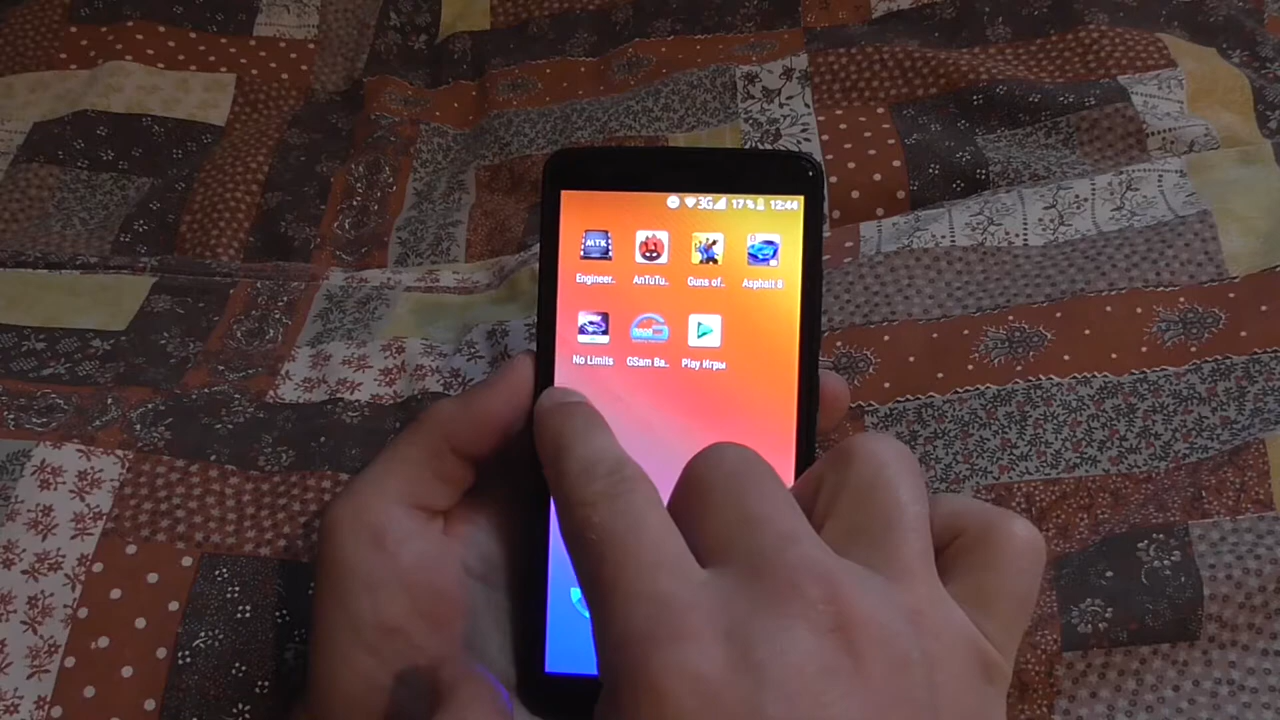 3G 17 % 12:44
MTK
Engineer.. AnTuTu.. Guns of.. Asphalt 8
No Limits GSam Ba.. Play Игры